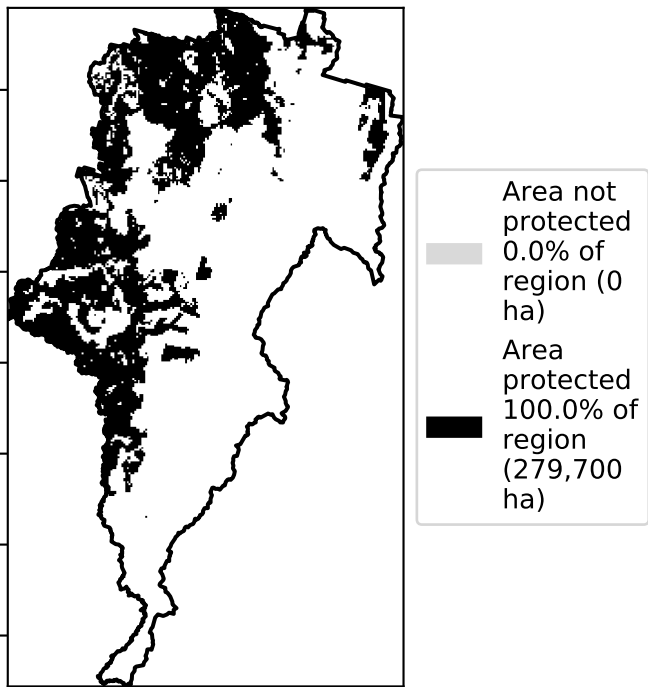 Area not
protected
0.0% of
region (0
ha)
Area
protected
100.0% of
region
(279,700
ha)